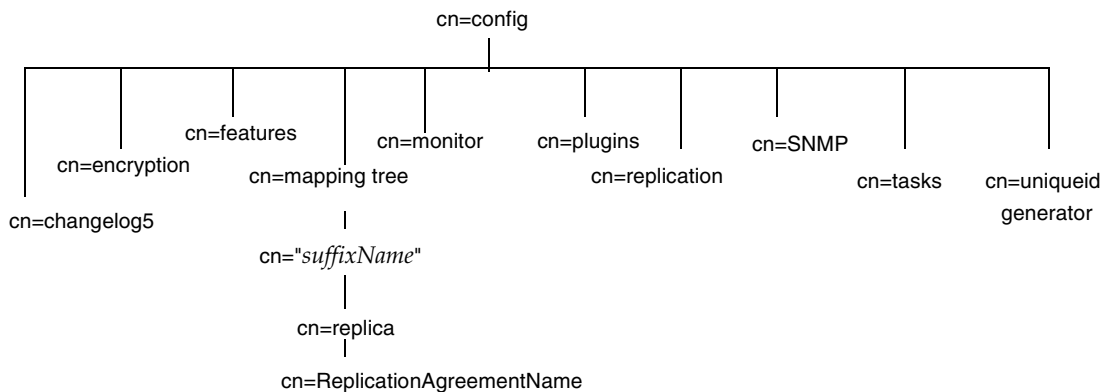 cn=config
cn=features
cn=monitor
cn=plugins
cn=SNMP
cn=encryption
cn=mapping tree
cn=replication
cn=tasks
cn=uniqueid
generator
cn=changelog5
cn="suffixName"
cn=replica
cn=ReplicationAgreementName